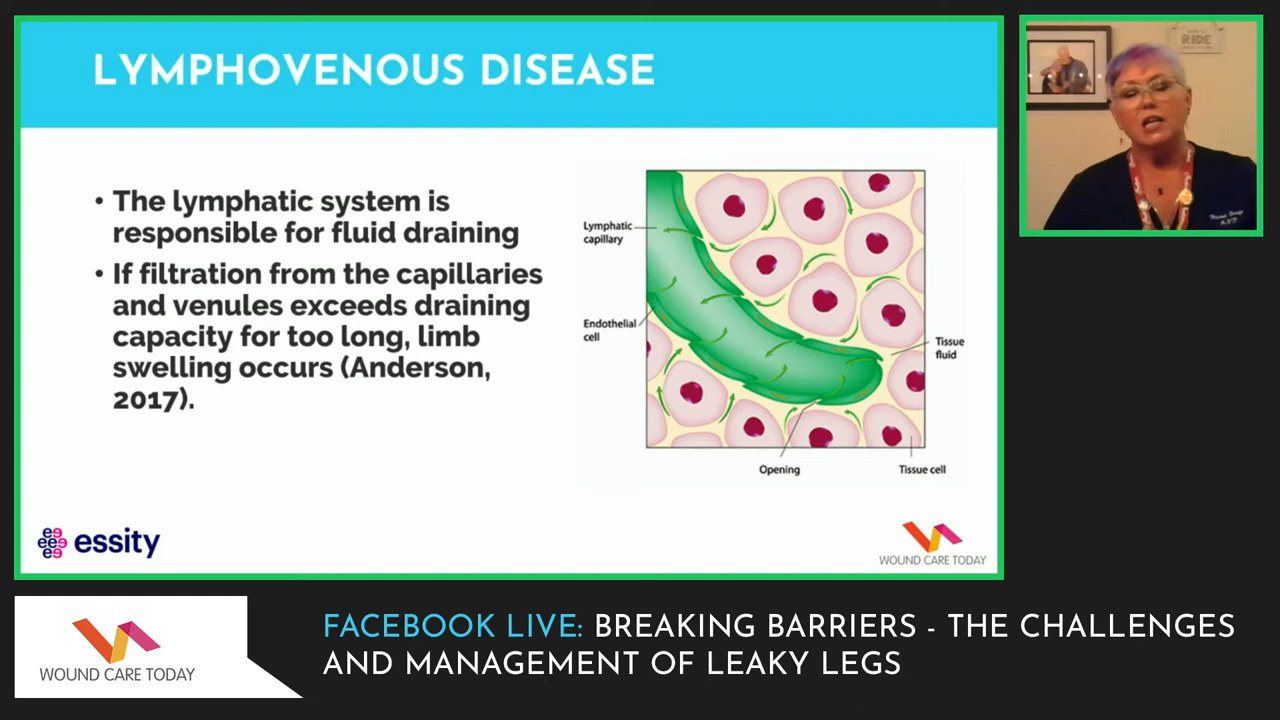 LYMPHOVENOUS DISEASE
• The lymphatic system is
responsible for fluid draining
• If filtration from the capillaries
and venules exceeds draining
capacity for too long, limb
swelling occurs (Anderson,
2017).
Lymphatic
capillary
Endothelial
cell
Tissue
fluid
Opening
Tissue cell
essity
WOUND CARE TODAY
RIDE
WOUND CARE TODAY
FACEBOOK LIVE: BREAKING BARRIERS - THE CHALLENGES
AND MANAGEMENT OF LEAKY LEGS